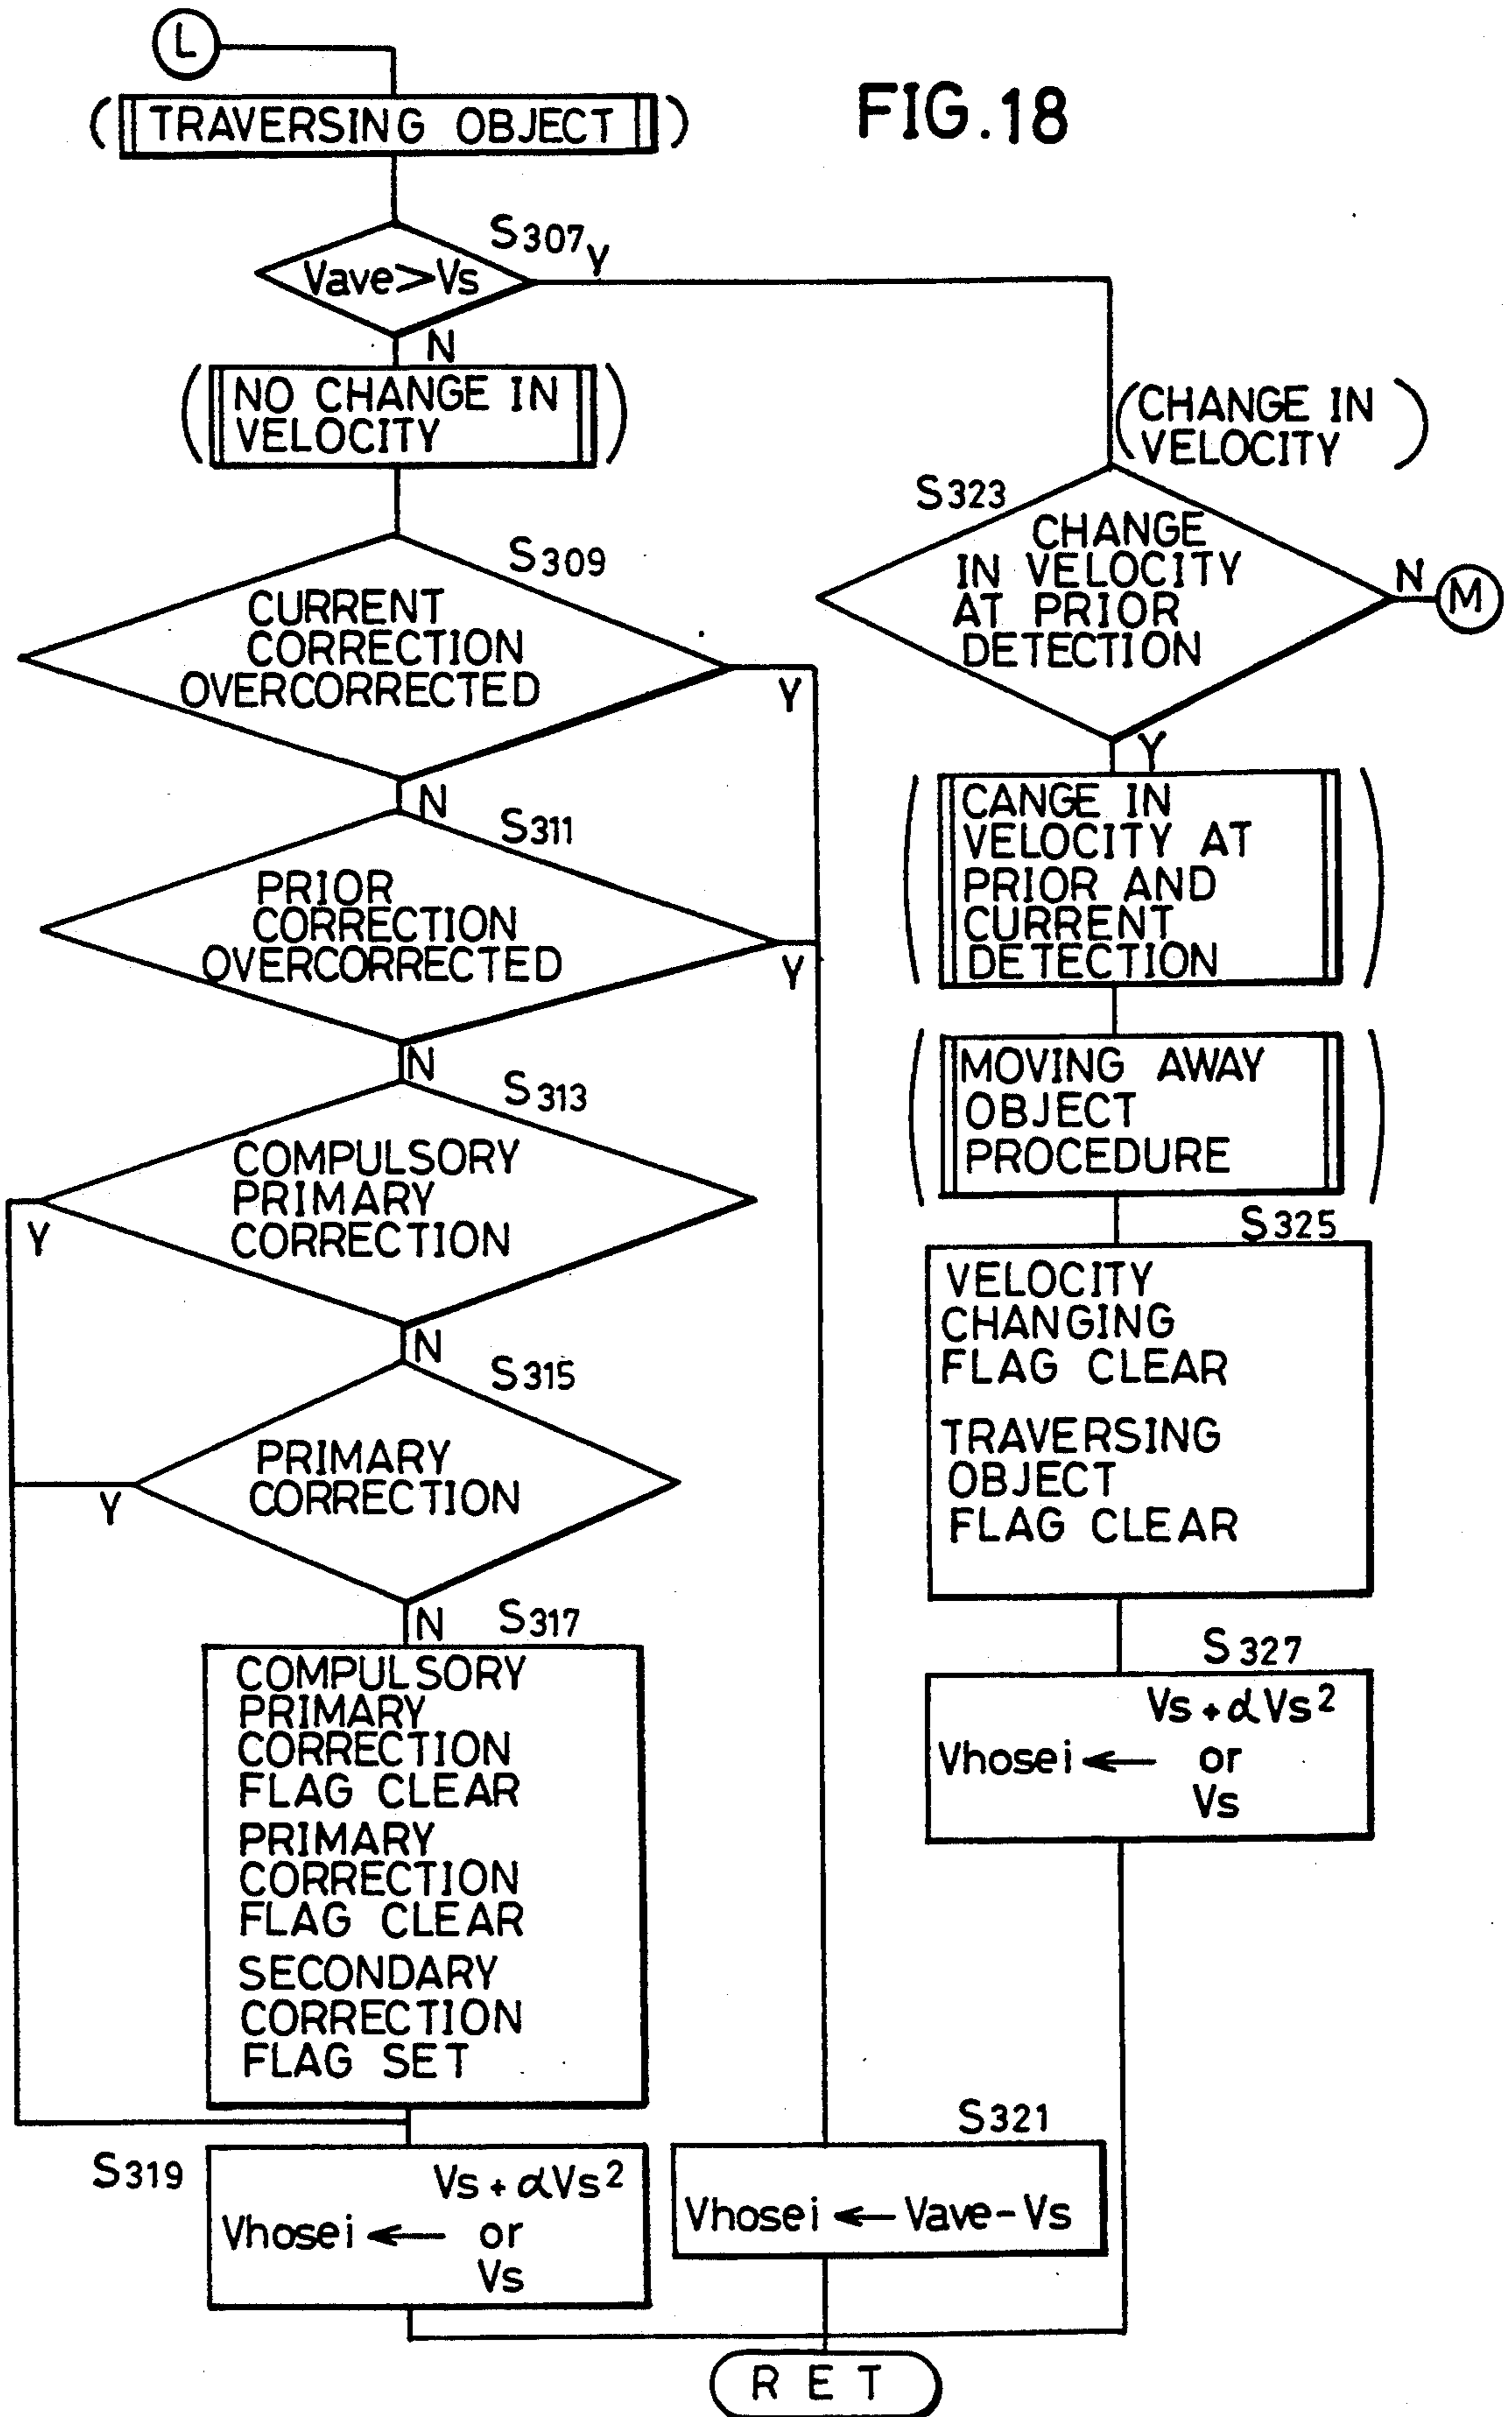 L
FIG.18
( TRAVERSING OBJECT )
S307
Vave>Vs
Y
N
( NO CHANGE IN
VELOCITY )
(CHANGE IN
VELOCITY )
S309
CURRENT
CORRECTION
OVERCORRECTED
Y
N
S311
PRIOR
CORRECTION
OVERCORRECTED
Y
N
S313
COMPULSORY
PRIMARY
CORRECTION
Y
N
S315
PRIMARY
CORRECTION
Y
N
S317
COMPULSORY
PRIMARY
CORRECTION
FLAG CLEAR
PRIMARY
CORRECTION
FLAG CLEAR
SECONDARY
CORRECTION
FLAG SET
S319
Vs + αVs²
Vhosei ← or
Vs
S321
Vhosei ← Vave-Vs
S323
CHANGE
IN VELOCITY
AT PRIOR
DETECTION
N
M
Y
( CANGE IN
VELOCITY AT
PRIOR AND
CURRENT
DETECTION )
( MOVING AWAY
OBJECT
PROCEDURE )
S325
VELOCITY
CHANGING
FLAG CLEAR
TRAVERSING
OBJECT
FLAG CLEAR
S327
Vs + αVs²
Vhosei ← or
Vs
RET